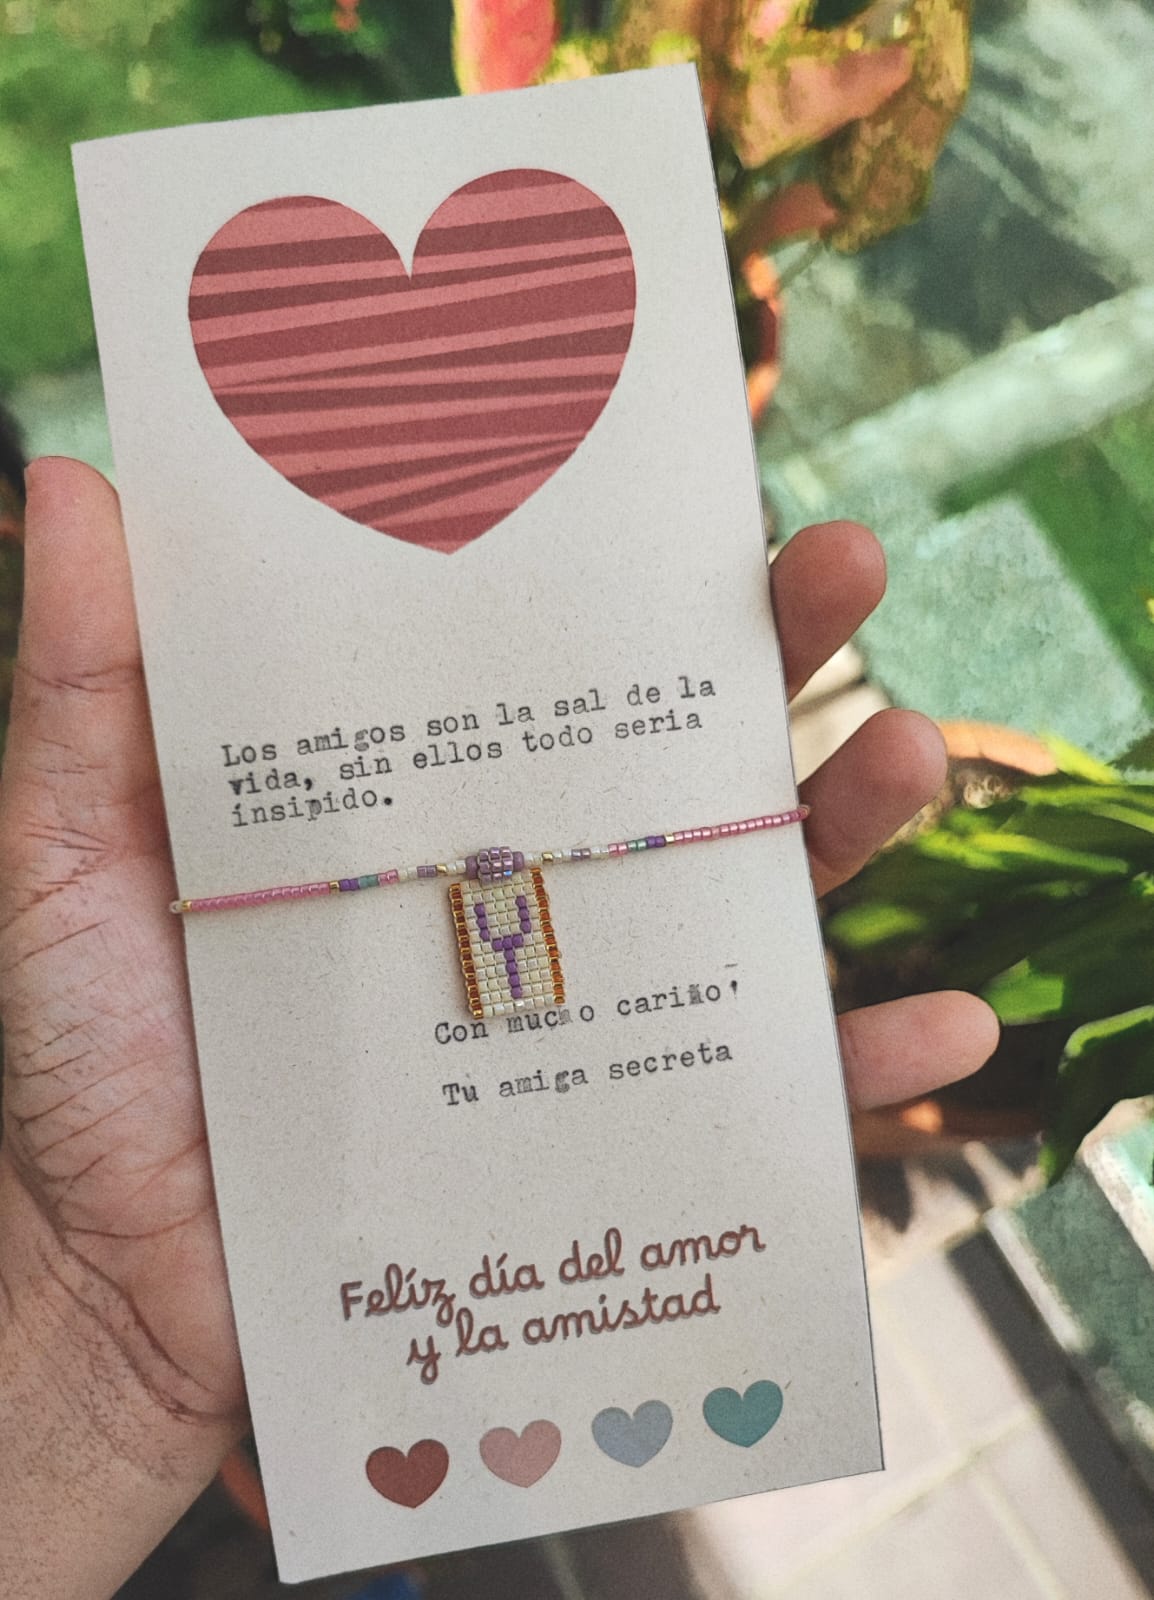 Los amigos son la sal de la
vida, sin ellos todo seria
ínsipido.
Y
Con mucho cariño'
Tu amiga secreta
Felíz día del amor
y la amistad